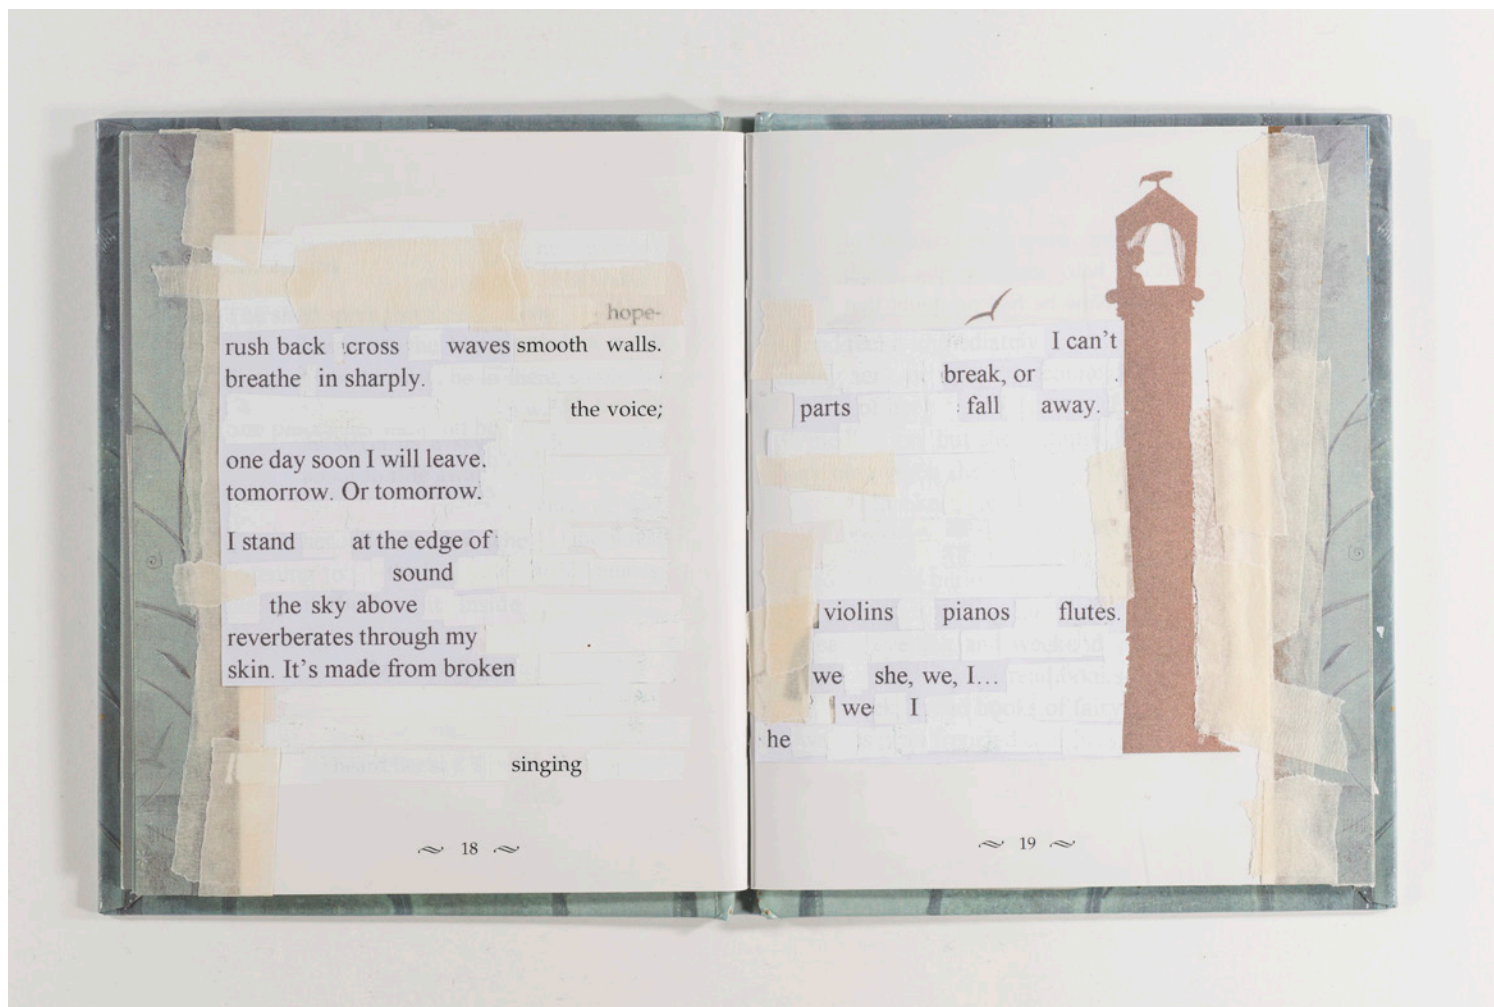 hope-
rush back cross waves smooth walls.
breathe in sharply.
the voice;
one day soon I will leave.
tomorrow. Or tomorrow.
I stand at the edge of
sound
the sky above
reverberates through my
skin. It's made from broken
singing
18
I can't
break, or
parts fall away.
violins pianos flutes.
we she, we, I...
we I
he
19